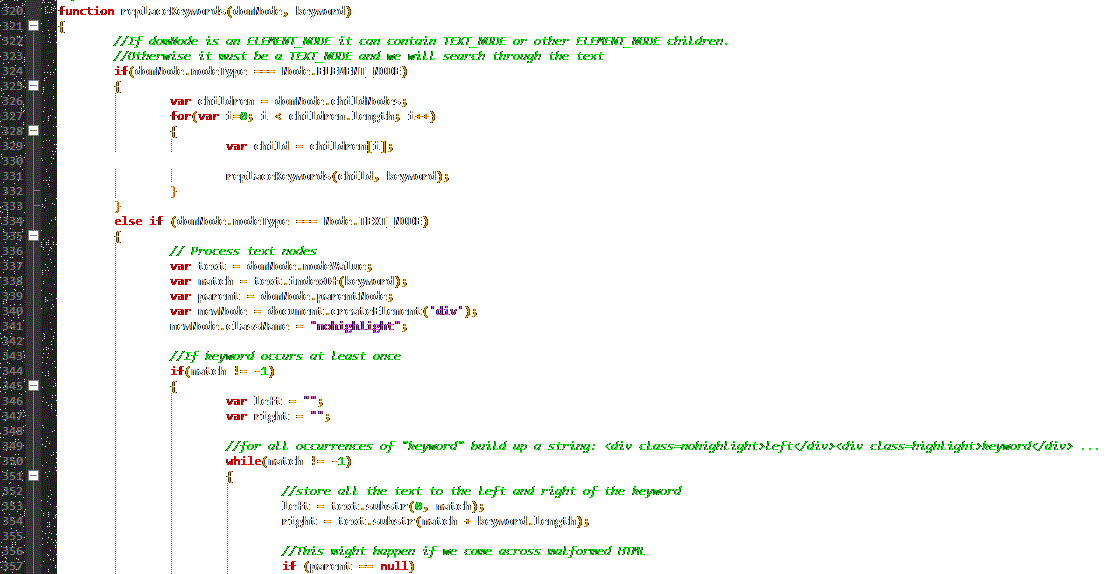 320 function replaceKeywords(domNode, keyword)
321 {
322 //If domNode is an ELEMENT_NODE it can contain TEXT_NODE or other ELEMENT_NODE children.
323 //Otherwise it must be a TEXT_NODE and we will search through the text
324 if(domNode.nodeType === Node.ELEMENT_NODE)
325 {
326 var children = domNode.childNodes;
327 for(var i=0; i < children.length; i++)
328 {
329 var child = children[i];
330
331 replaceKeywords(child, keyword);
332 }
333 }
334 else if (domNode.nodeType === Node.TEXT_NODE)
335 {
336 // Process text nodes
337 var text = domNode.nodeValue;
338 var match = text.indexOf(keyword);
339 var parent = domNode.parentNode;
340 var newNode = document.createElement("div");
341 newNode.className = "nohighlight";
342
343 //If keyword occurs at least once
344 if(match != -1)
345 {
346 var left = "";
347 var right = "";
348
349 //for all occurrences of "keyword" build up a string: <div class=nohighlight>left</div><div class=highlight>keyword</div> ...
350 while(match != -1)
351 {
352 //store all the text to the left and right of the keyword
353 left = text.substr(0, match);
354 right = text.substr(match + keyword.length);
355
356 //This might happen if we come across malformed HTML
357 if (parent == null)